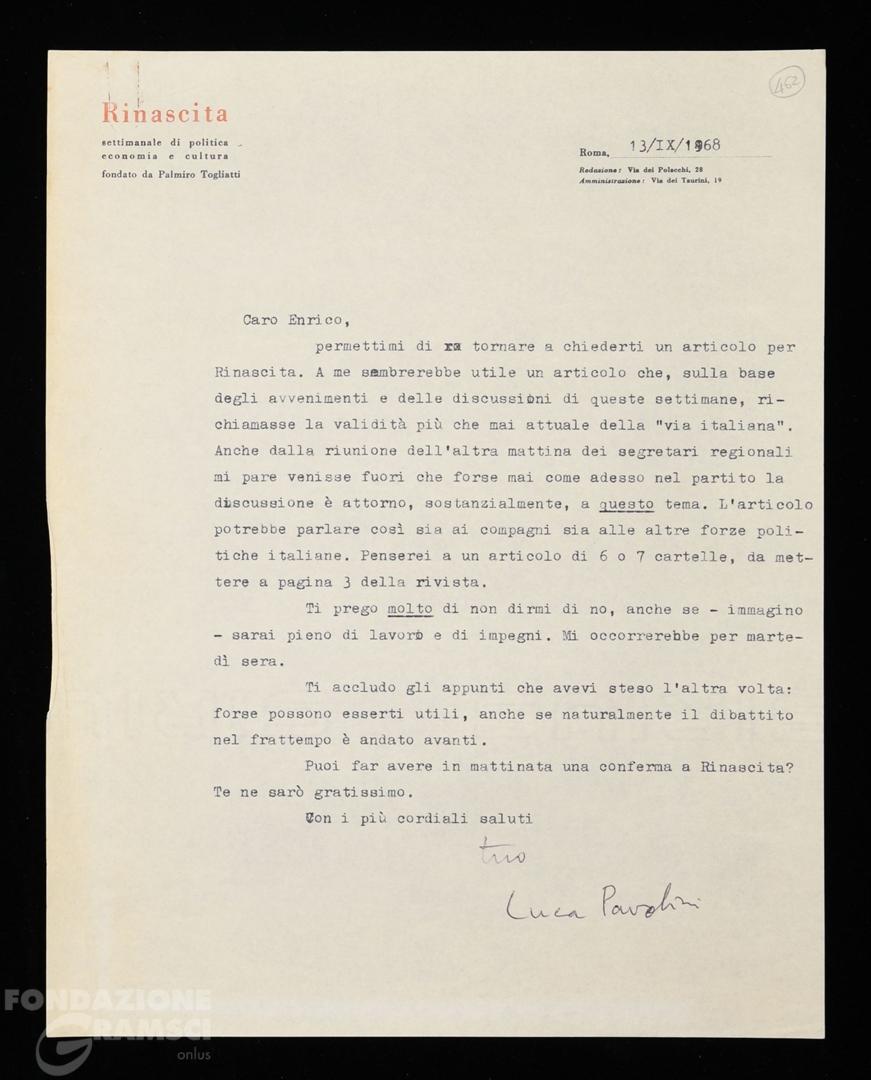 462
Rinascita
settimanale di politica
economia e cultura
fondato da Palmiro Togliatti
Roma, 13/IX/1968
Redazione: Via dei Polacchi, 28
Amministrazione: Via dei Taurini, 19
Caro Enrico,
permettimi di tornare a chiederti un articolo per
Rinascita. A me sembrerebbe utile un articolo che, sulla base
degli avvenimenti e delle discussioni di queste settimane, ri-
chiamasse la validità più che mai attuale della "via italiana".
Anche dalla riunione dell'altra mattina dei segretari regionali
mi pare venisse fuori che forse mai come adesso nel partito la
discussione è attorno, sostanzialmente, a questo tema. L'articolo
potrebbe parlare così sia ai compagni sia alle altre forze poli-
tiche italiane. Penserei a un articolo di 6 o 7 cartelle, da met-
tere a pagina 3 della rivista.
Ti prego molto di non dirmi di no, anche se - immagino
- sarai pieno di lavoro e di impegni. Mi occorrerebbe per marte-
dì sera.
Ti accludo gli appunti che avevi steso l'altra volta:
forse possono esserti utili, anche se naturalmente il dibattito
nel frattempo è andato avanti.
Puoi far avere in mattinata una conferma a Rinascita?
Te ne sarò gratissimo.
Con i più cordiali saluti
tuo
Luca Pavolini
FONDAZIONE
GRAMSCI
onlus